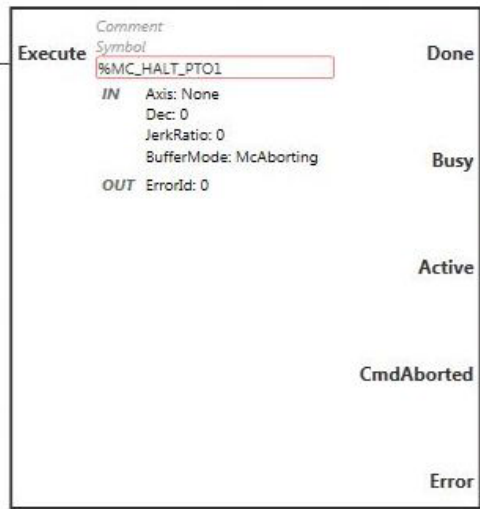 Comment
Execute Symbol Done
%MC_HALT_PTO1
IN Axis: None
Dec: 0
JerkRatio: 0
BufferMode: McAborting
Busy
OUT ErrorId: 0
Active
CmdAborted
Error